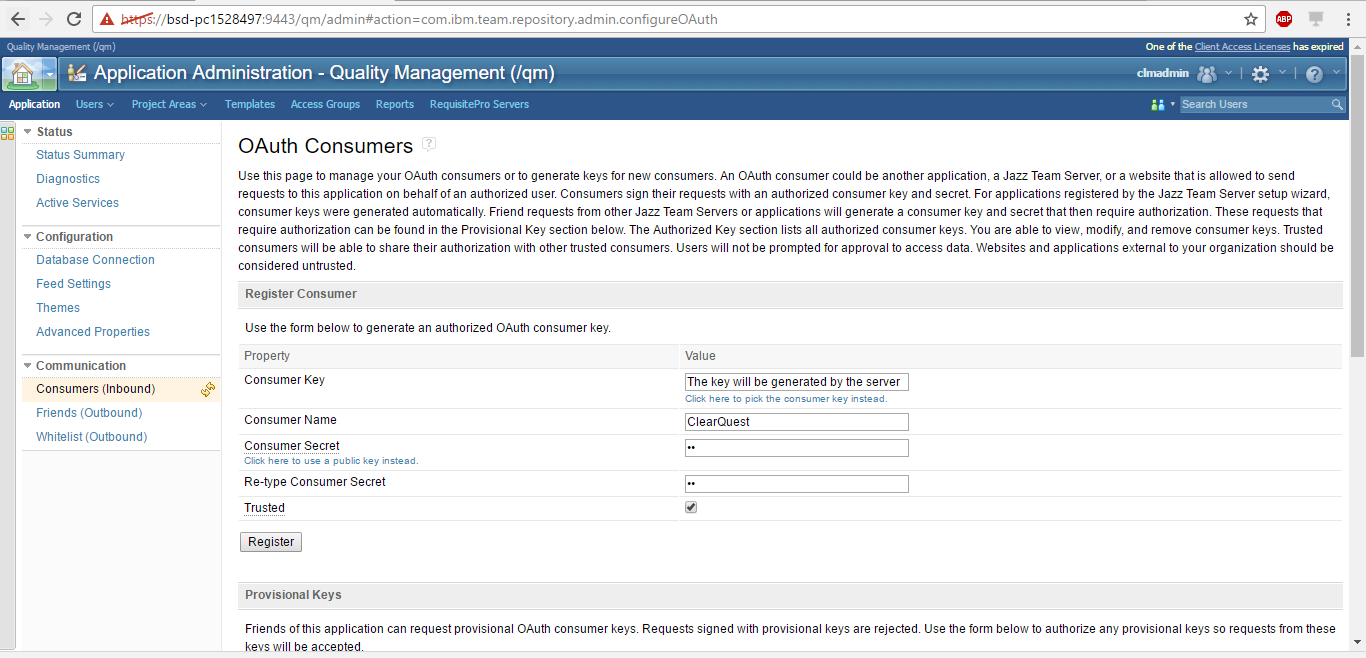 https://bsd-pc1528497:9443/qm/admin#action=com.ibm.team.repository.admin.configureOAuth
ABP
Quality Management (/qm)
One of the Client Access Licenses has expired
Application Administration - Quality Management (/qm)
clmadmin
Application Users Project Areas Templates Access Groups Reports RequisitePro Servers
Search Users
Status
Status Summary
Diagnostics
Active Services
Configuration
Database Connection
Feed Settings
Themes
Advanced Properties
Communication
Consumers (Inbound)
Friends (Outbound)
Whitelist (Outbound)
OAuth Consumers ?
Use this page to manage your OAuth consumers or to generate keys for new consumers. An OAuth consumer could be another application, a Jazz Team Server, or a website that is allowed to send
requests to this application on behalf of an authorized user. Consumers sign their requests with an authorized consumer key and secret. For applications registered by the Jazz Team Server setup wizard,
consumer keys were generated automatically. Friend requests from other Jazz Team Servers or applications will generate a consumer key and secret that then require authorization. These requests that
require authorization can be found in the Provisional Key section below. The Authorized Key section lists all authorized consumer keys. You are able to view, modify, and remove consumer keys. Trusted
consumers will be able to share their authorization with other trusted consumers. Users will not be prompted for approval to access data. Websites and applications external to your organization should be
considered untrusted.
Register Consumer
Use the form below to generate an authorized OAuth consumer key.
Property Value
Consumer Key The key will be generated by the server
Click here to pick the consumer key instead.
Consumer Name ClearQuest
Consumer Secret ••
Click here to use a public key instead.
Re-type Consumer Secret ••
Trusted
Register
Provisional Keys
Friends of this application can request provisional OAuth consumer keys. Requests signed with provisional keys are rejected. Use the form below to authorize any provisional keys so requests from these
keys will be accepted.